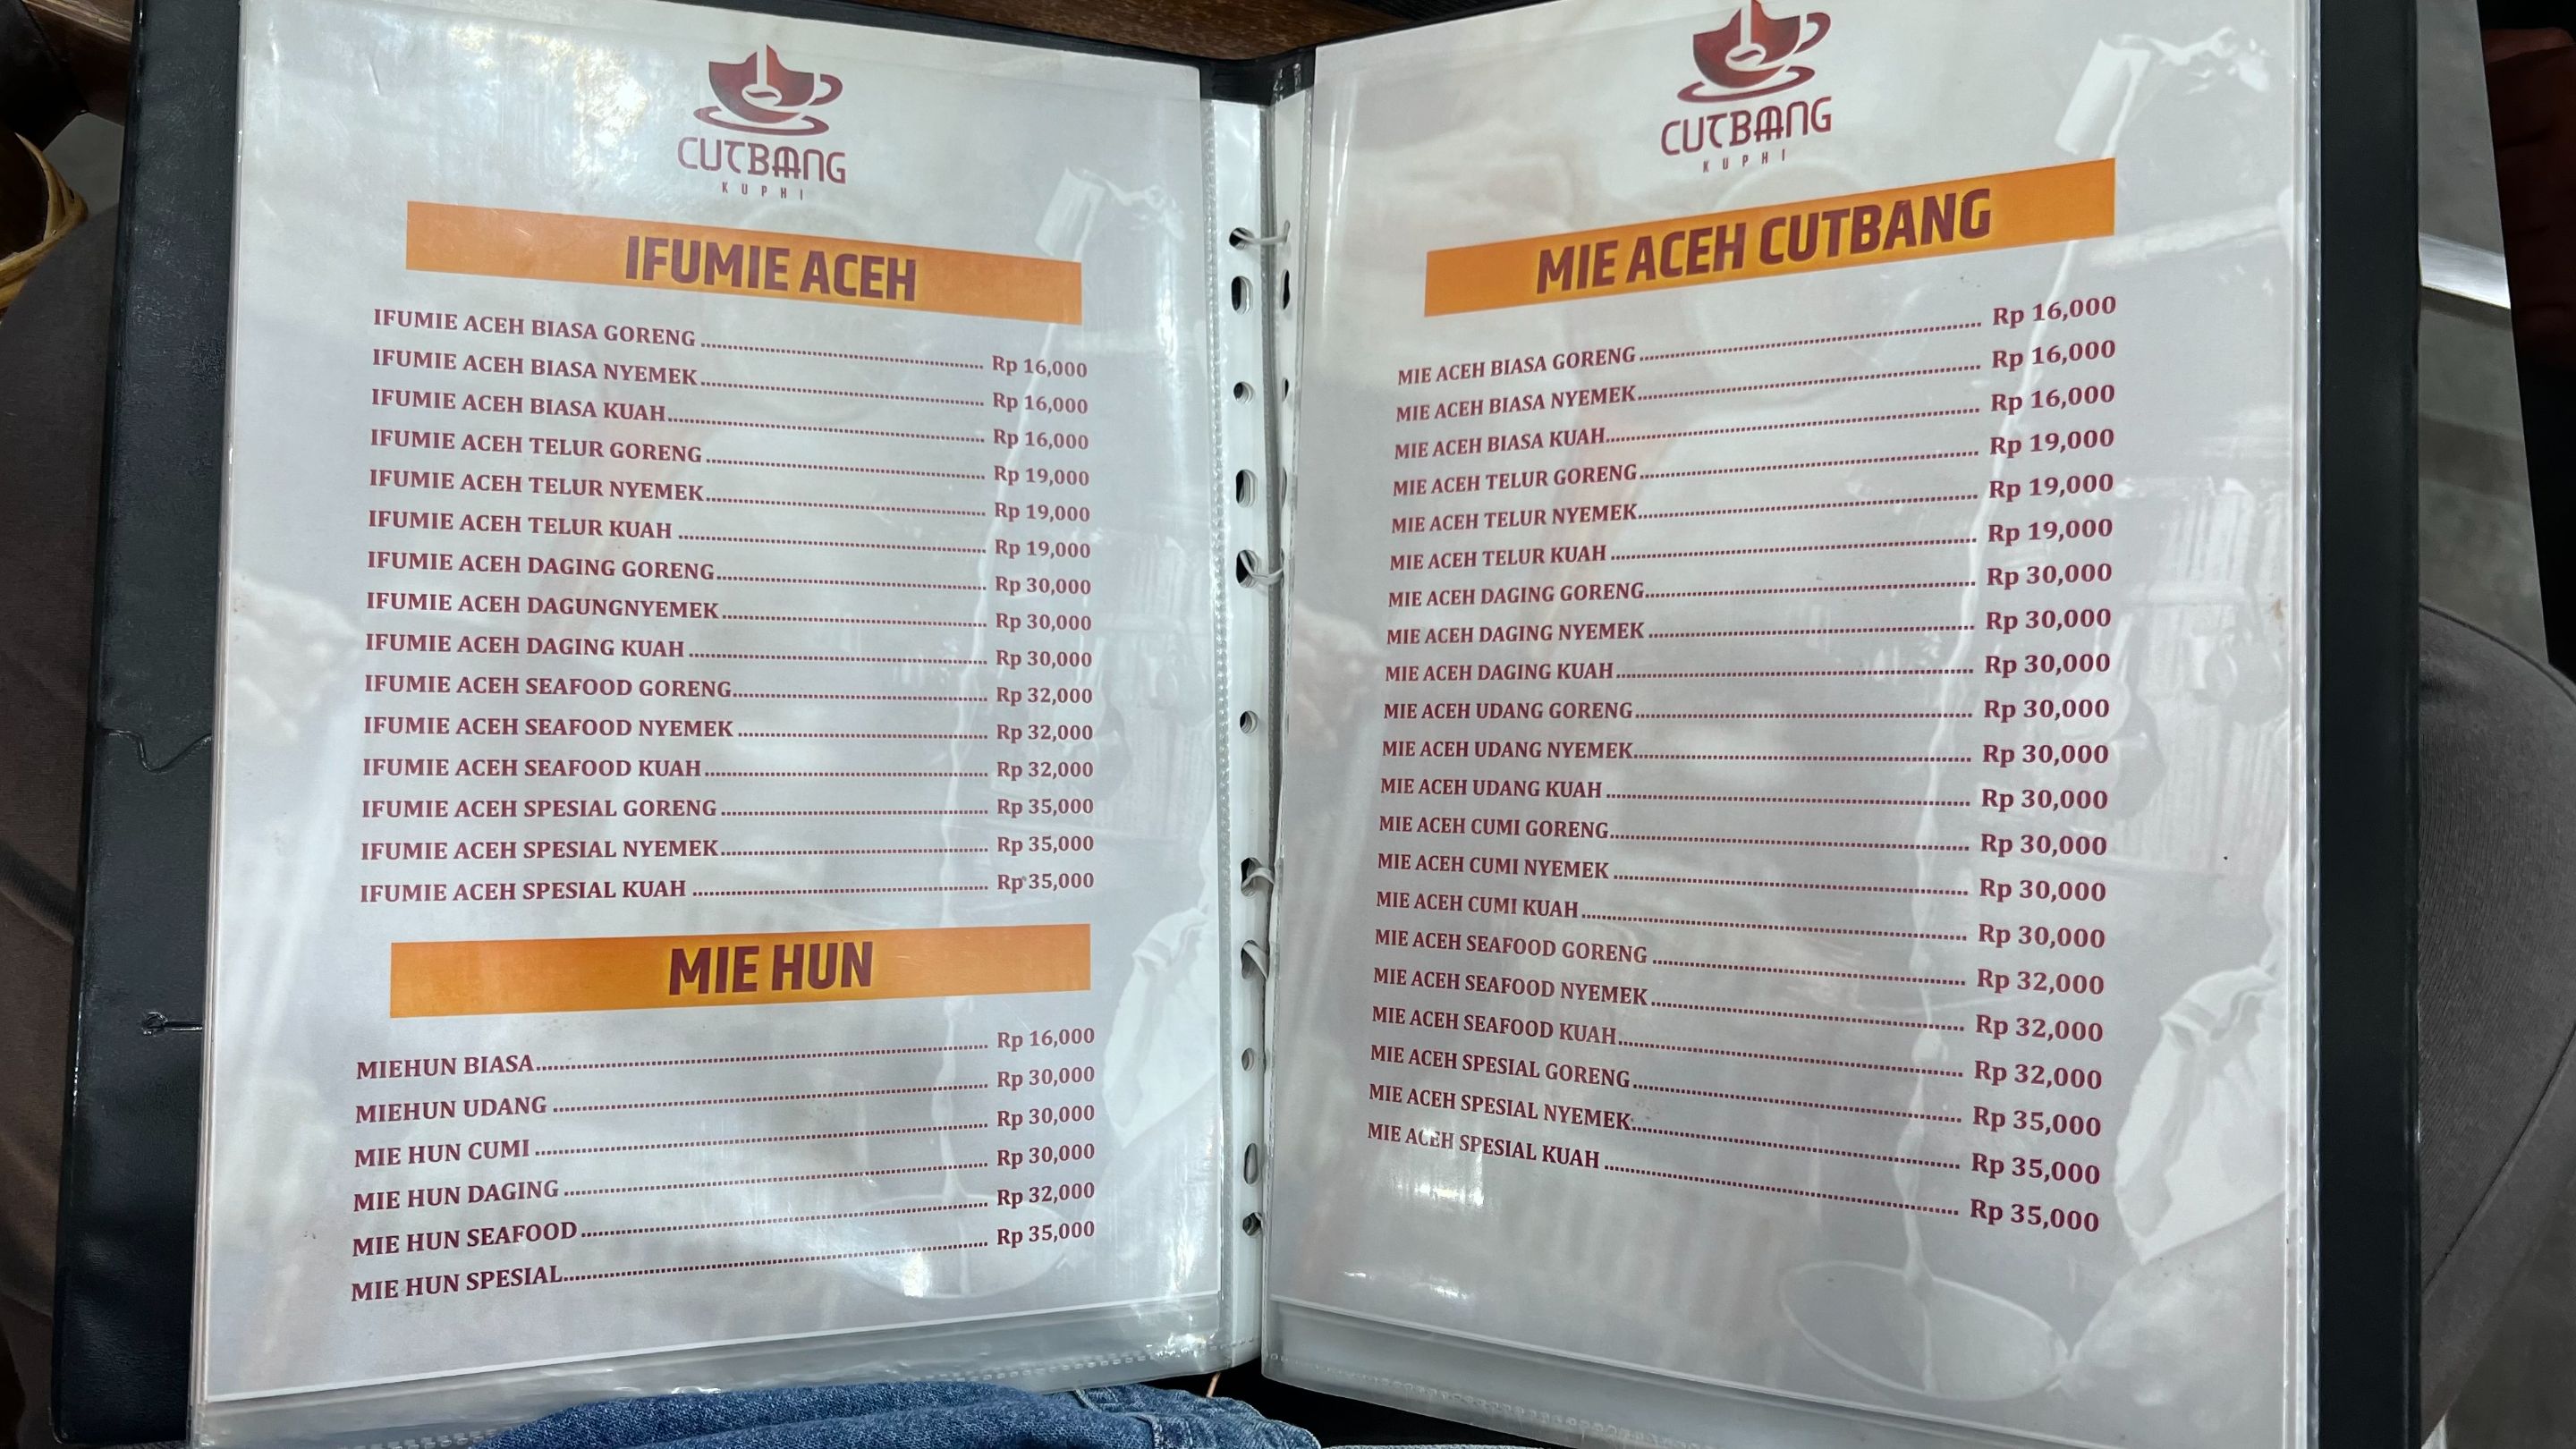 CUTBANG
KUPHI
IFUMIE ACEH
IFUMIE ACEH BIASA GORENG Rp 16,000
IFUMIE ACEH BIASA NYEMEK Rp 16,000
IFUMIE ACEH BIASA KUAH Rp 16,000
IFUMIE ACEH TELUR GORENG Rp 19,000
IFUMIE ACEH TELUR NYEMEK Rp 19,000
IFUMIE ACEH TELUR KUAH Rp 19,000
IFUMIE ACEH DAGING GORENG Rp 30,000
IFUMIE ACEH DAGUNGNYEMEK Rp 30,000
IFUMIE ACEH DAGING KUAH Rp 30,000
IFUMIE ACEH SEAFOOD GORENG Rp 32,000
IFUMIE ACEH SEAFOOD NYEMEK Rp 32,000
IFUMIE ACEH SEAFOOD KUAH Rp 32,000
IFUMIE ACEH SPESIAL GORENG Rp 35,000
IFUMIE ACEH SPESIAL NYEMEK Rp 35,000
IFUMIE ACEH SPESIAL KUAH Rp 35,000
MIE HUN
MIEHUN BIASA Rp 16,000
MIEHUN UDANG Rp 30,000
MIE HUN CUMI Rp 30,000
MIE HUN DAGING Rp 30,000
MIE HUN SEAFOOD Rp 32,000
MIE HUN SPESIAL Rp 35,000
CUTBANG
KUPHI
MIE ACEH CUTBANG
MIE ACEH BIASA GORENG Rp 16,000
MIE ACEH BIASA NYEMEK Rp 16,000
MIE ACEH BIASA KUAH Rp 16,000
MIE ACEH TELUR GORENG Rp 19,000
MIE ACEH TELUR NYEMEK Rp 19,000
MIE ACEH TELUR KUAH Rp 19,000
MIE ACEH DAGING GORENG Rp 30,000
MIE ACEH DAGING NYEMEK Rp 30,000
MIE ACEH DAGING KUAH Rp 30,000
MIE ACEH UDANG GORENG Rp 30,000
MIE ACEH UDANG NYEMEK Rp 30,000
MIE ACEH UDANG KUAH Rp 30,000
MIE ACEH CUMI GORENG Rp 30,000
MIE ACEH CUMI NYEMEK Rp 30,000
MIE ACEH CUMI KUAH Rp 30,000
MIE ACEH SEAFOOD GORENG Rp 32,000
MIE ACEH SEAFOOD NYEMEK Rp 32,000
MIE ACEH SEAFOOD KUAH Rp 32,000
MIE ACEH SPESIAL GORENG Rp 35,000
MIE ACEH SPESIAL NYEMEK Rp 35,000
MIE ACEH SPESIAL KUAH Rp 35,000